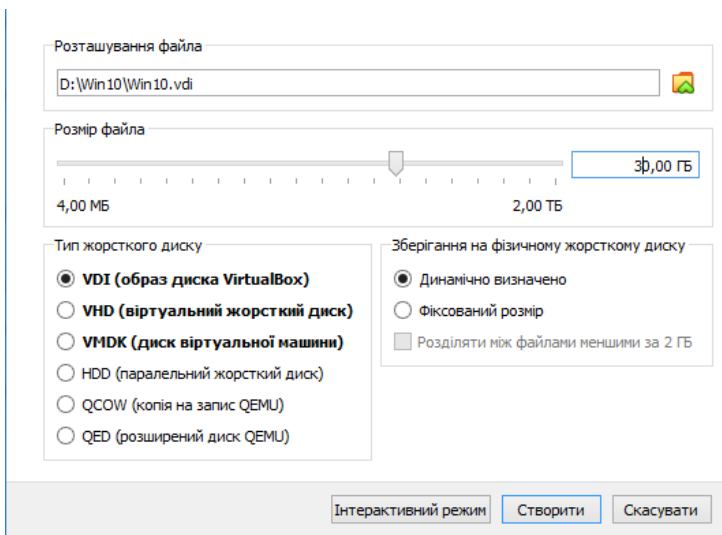 Розташування файла
D:\Win10\Win10.vdi
Розмір файла
30,00 ГБ
4,00 МБ
2,00 ТБ
Тип жорсткого диску
VDI (образ диска VirtualBox)
VHD (віртуальний жорсткий диск)
VMDK (диск віртуальної машини)
HDD (паралельний жорсткий диск)
QCOW (копія на запис QEMU)
QED (розширений диск QEMU)
Зберігання на фізичному жорсткому диску
Динамічно визначено
Фіксований розмір
Розділяти між файлами меншими за 2 ГБ
Інтерактивний режим
Створити
Скасувати